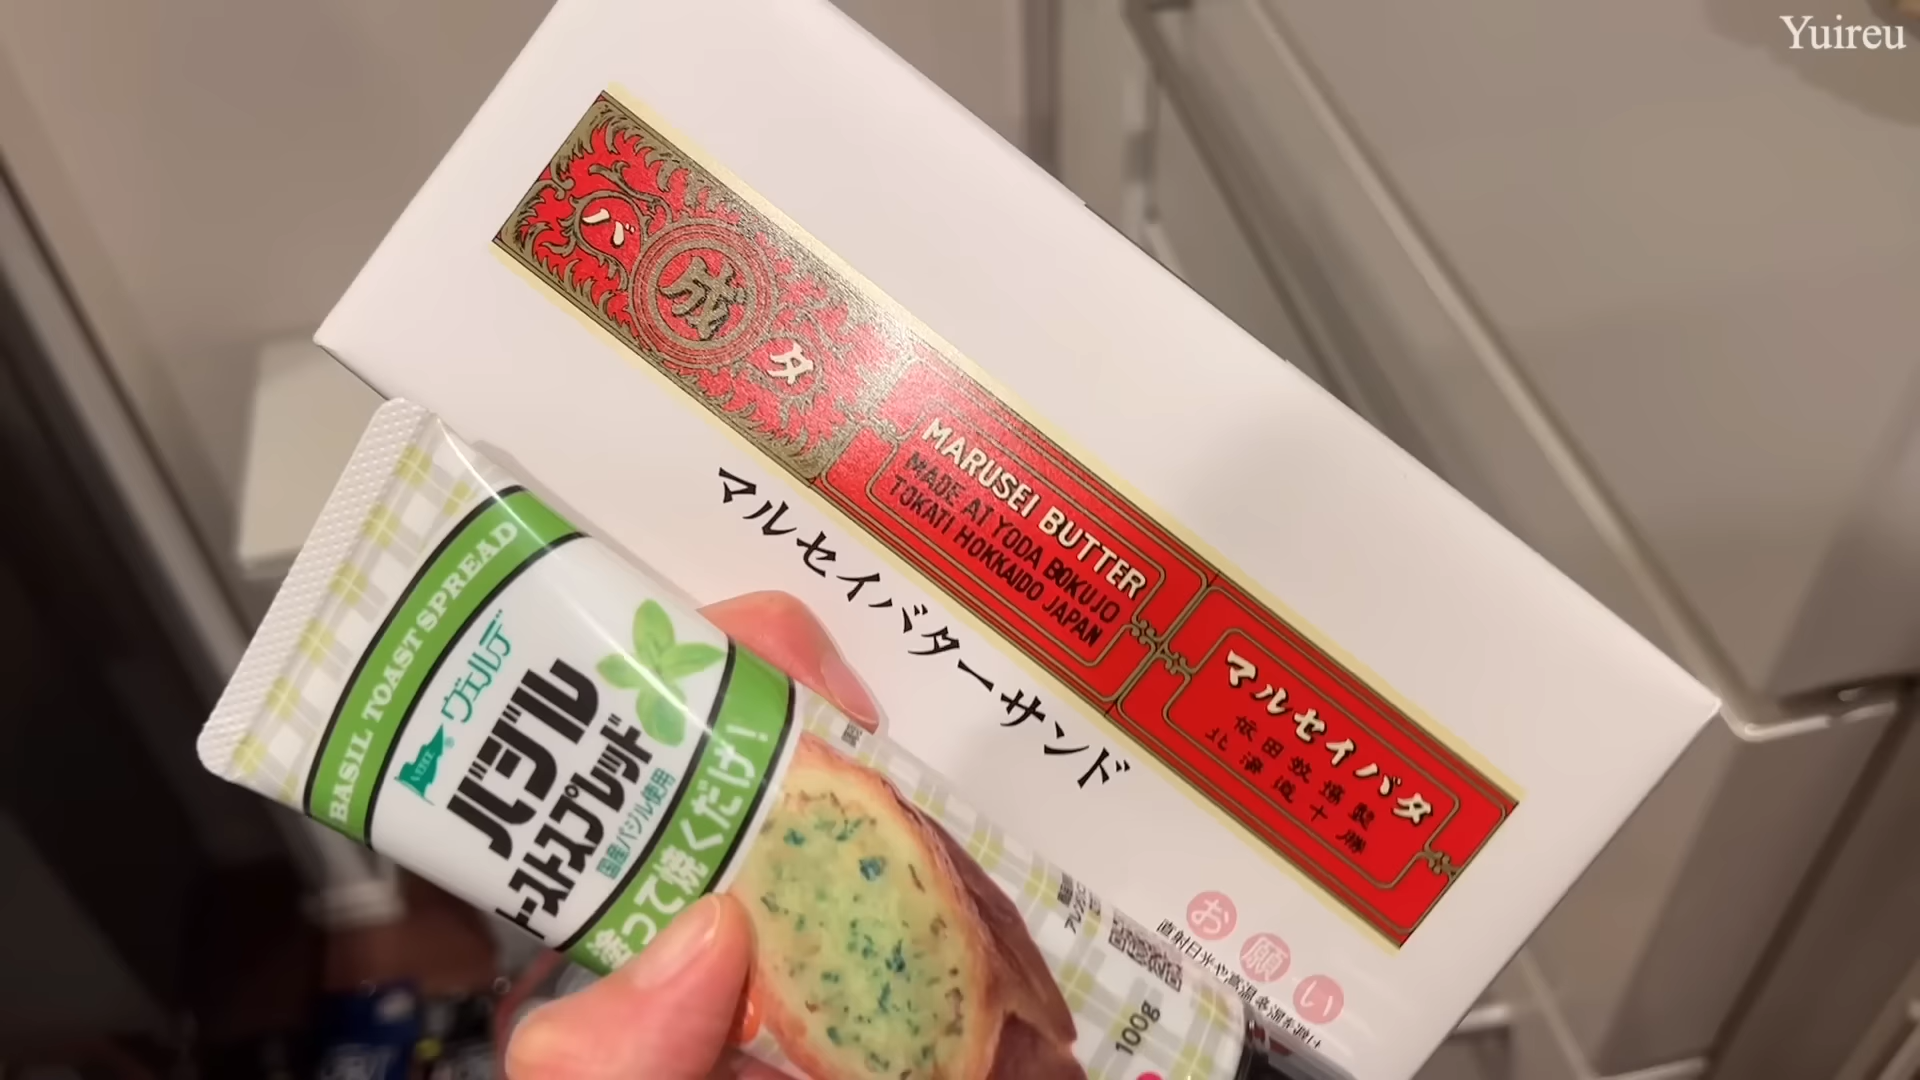 Yuireu
バ
成
タ
MARUSEI BUTTER
MADE AT YODA BOKUJO
TOKATI HOKKAIDO JAPAN
マルセイバタ
依田牧場製
北海道十勝
マルセイバターサンド
BASIL TOAST SPREAD
ヴェルデ
バジル
トーストスプレッド
国産バジル使用
塗って焼くだけ!
100g
お願い
直射日光や高温多湿を避け